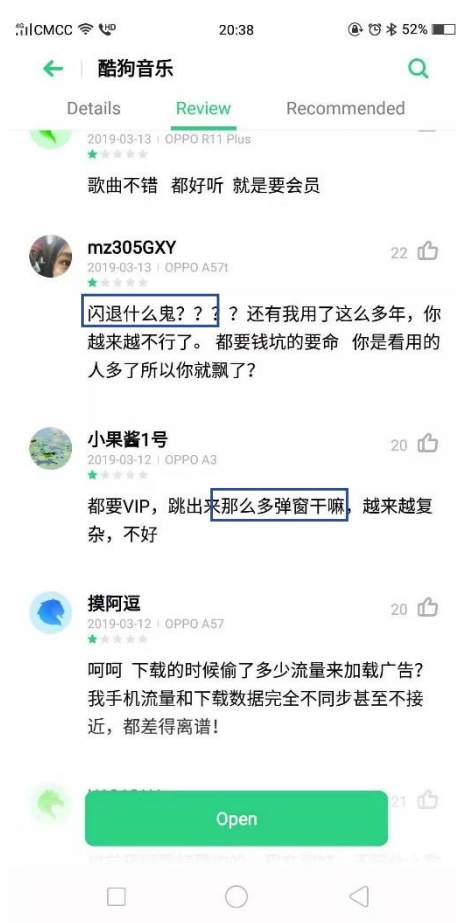 4G CMCC HD 20:38 52%
酷狗音乐
Details Review Recommended
2019-03-13 | OPPO R11 Plus
歌曲不错 都好听 就是要会员
mz305GXY
22
2019-03-13 | OPPO A57t
闪退什么鬼？？？？还有我用了这么多年，你
越来越不行了。 都要钱坑的要命 你是看用的
人多了所以你就飘了？
小果酱1号
20
2019-03-12 | OPPO A3
都要VIP，跳出来那么多弹窗干嘛，越来越复
杂，不好
摸阿逗
20
2019-03-12 | OPPO A57
呵呵 下载的时候偷了多少流量来加载广告？
我手机流量和下载数据完全不同步甚至不接
近，都差得离谱！
21
Open